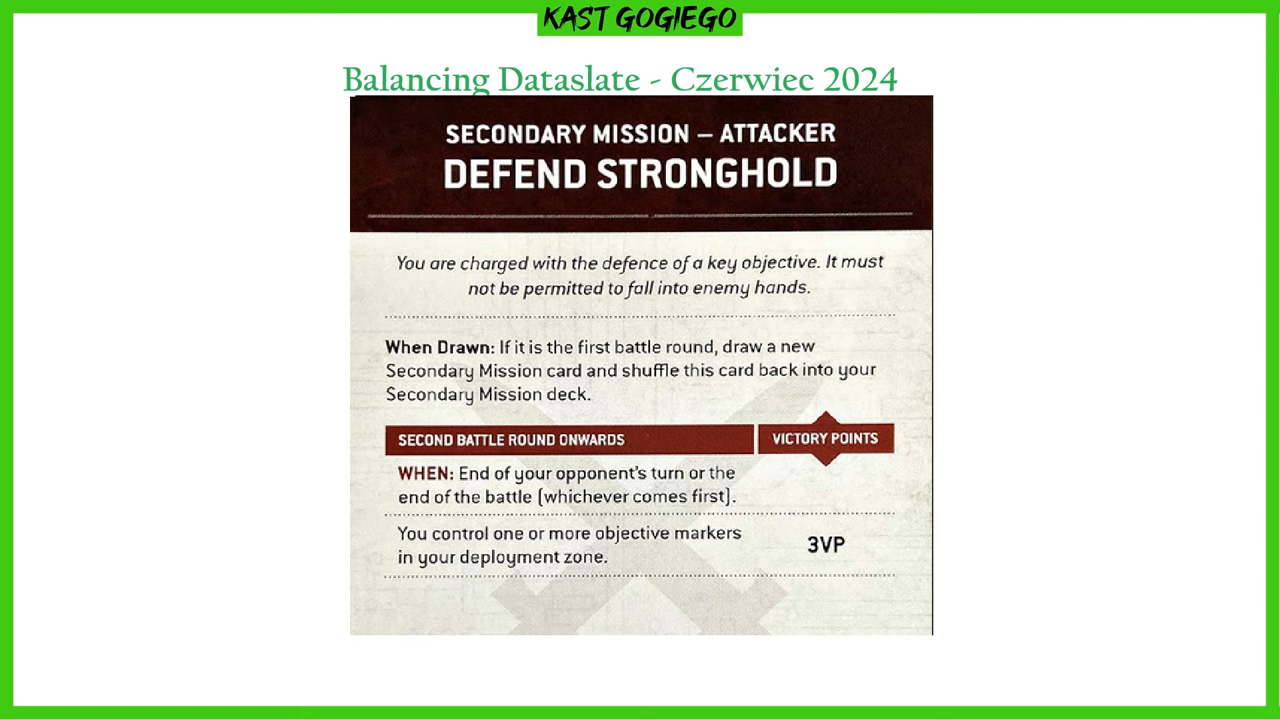 KAST GOGIEGO
Balancing Dataslate - Czerwiec 2024
SECONDARY MISSION – ATTACKER
DEFEND STRONGHOLD
You are charged with the defence of a key objective. It must
not be permitted to fall into enemy hands.
When Drawn: If it is the first battle round, draw a new
Secondary Mission card and shuffle this card back into your
Secondary Mission deck.
SECOND BATTLE ROUND ONWARDS
VICTORY POINTS
WHEN: End of your opponent's turn or the
end of the battle (whichever comes first).
You control one or more objective markers
in your deployment zone.
3VP